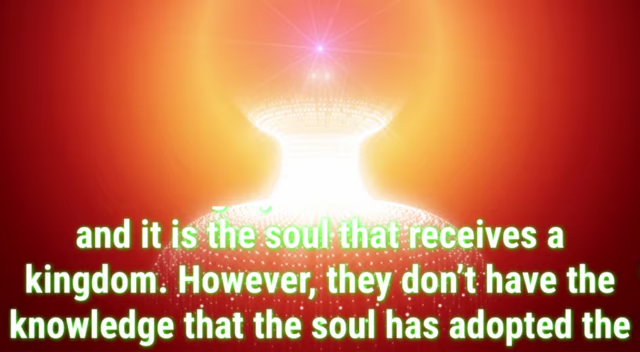 and it is the soul that receives a
kingdom. However, they don't have the
knowledge that the soul has adopted the